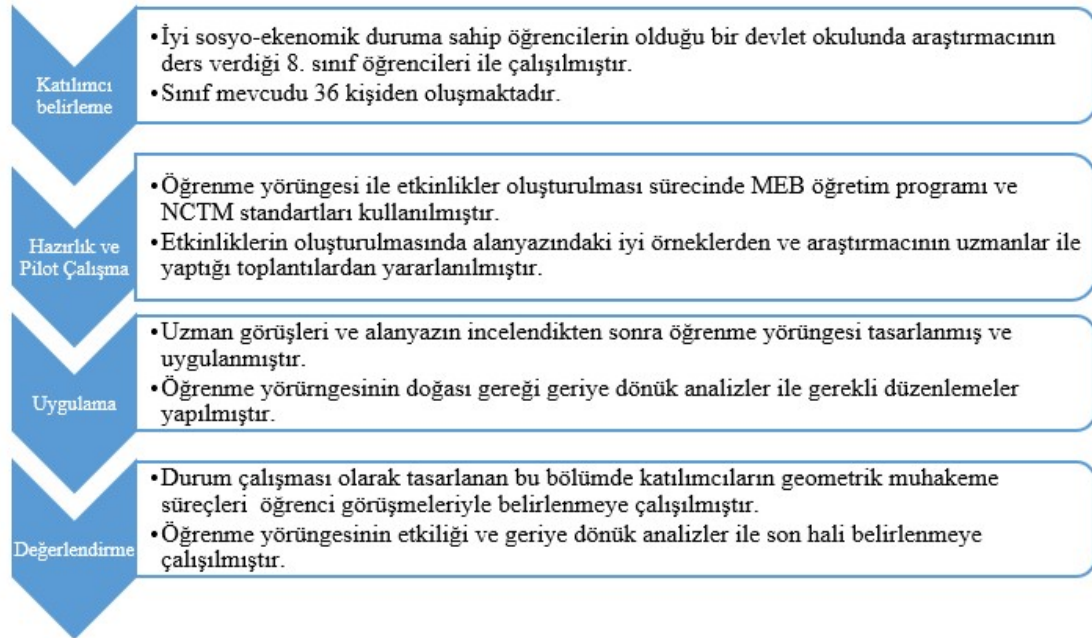 Katılımcı
belirleme
•İyi sosyo-ekenomik duruma sahip öğrencilerin olduğu bir devlet okulunda araştırmacının
ders verdiği 8. sınıf öğrencileri ile çalışılmıştır.
•Sınıf mevcudu 36 kişiden oluşmaktadır.
Hazırlık ve
Pilot Çalışma
•Öğrenme yörüngesi ile etkinlikler oluşturulması sürecinde MEB öğretim programı ve
NCTM standartları kullanılmıştır.
•Etkinliklerin oluşturulmasında alanyazındaki iyi örneklerden ve araştırmacının uzmanlar ile
yaptığı toplantılardan yararlanılmıştır.
Uygulama
•Uzman görüşleri ve alanyazın incelendikten sonra öğrenme yörüngesi tasarlanmış ve
uygulanmıştır.
•Öğrenme yörürngesinin doğası gereği geriye dönük analizler ile gerekli düzenlemeler
yapılmıştır.
Değerlendirme
•Durum çalışması olarak tasarlanan bu bölümde katılımcıların geometrik muhakeme
süreçleri öğrenci görüşmeleriyle belirlenmeye çalışılmıştır.
•Öğrenme yörüngesinin etkiliği ve geriye dönük analizler ile son hali belirlenmeye
çalışılmıştır.